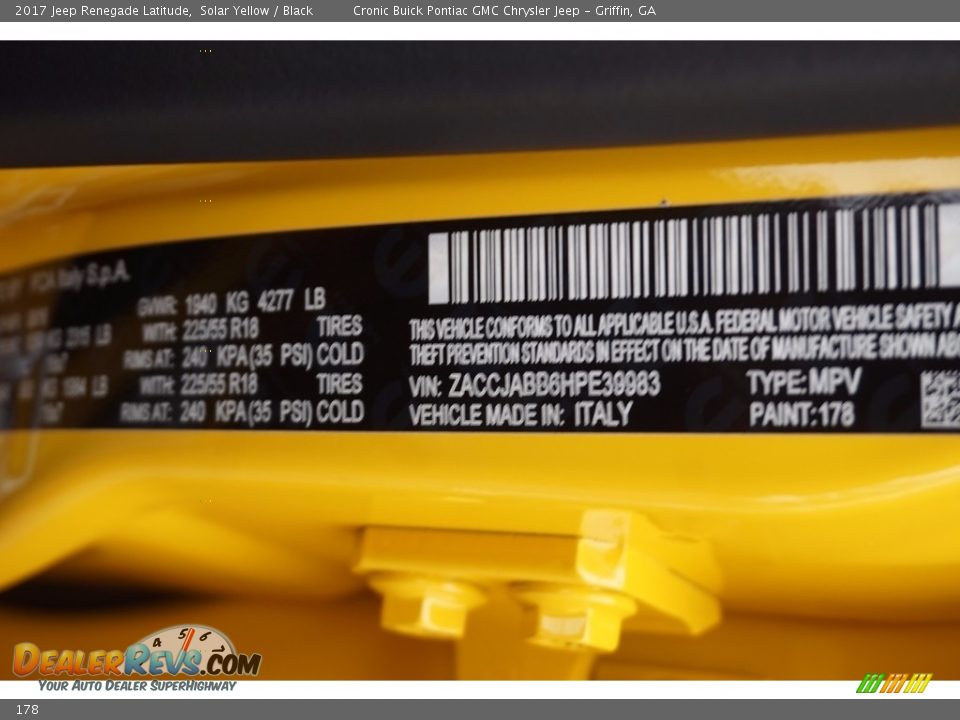 2017 Jeep Renegade Latitude, Solar Yellow / Black Cronic Buick Pontiac GMC Chrysler Jeep – Griffin, GA
FCA Italy S.p.A.
GVWR: 1940 KG 4277 LB
WITH: 225/55 R18 TIRES
RIMS AT: 240 KPA(35 PSI) COLD
WITH: 225/55 R18 TIRES
RIMS AT: 240 KPA(35 PSI) COLD
THIS VEHICLE CONFORMS TO ALL APPLICABLE U.S.A. FEDERAL MOTOR VEHICLE SAFETY
THEFT PREVENTION STANDARDS IN EFFECT ON THE DATE OF MANUFACTURE SHOWN
VIN: ZACCJABB6HPE39983
TYPE: MPV
VEHICLE MADE IN: ITALY
PAINT: 178
4 5 6
DealerRevs.com
Your Auto Dealer SuperHighway
178